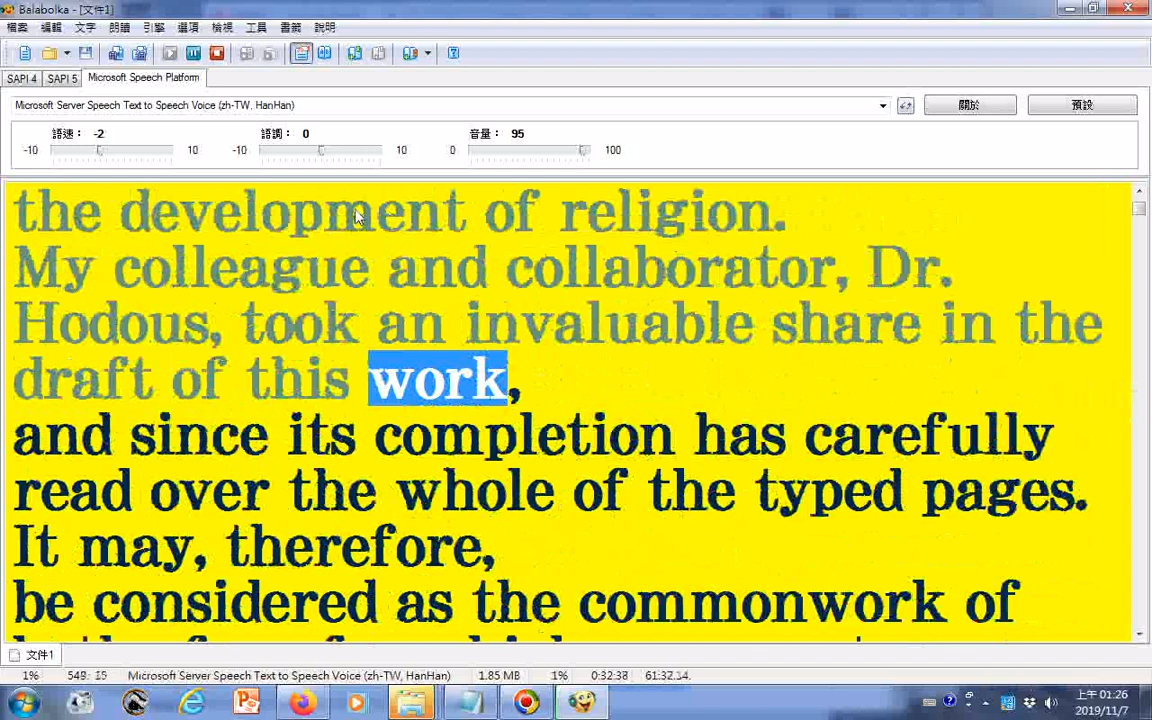 Balabolka - [文件1]
檔案 編輯 文字 朗讀 引擎 選項 檢視 工具 書籤 說明
SAPI 4 SAPI 5 Microsoft Speech Platform
Microsoft Server Speech Text to Speech Voice (zh-TW, HanHan) 關於 預設
語速： -2 語調： 0 音量： 95
-10 10 -10 10 0 100
the development of religion.
My colleague and collaborator, Dr.
Hodous, took an invaluable share in the
draft of this work,
and since its completion has carefully
read over the whole of the typed pages.
It may, therefore,
be considered as the commonwork of
文件1
1% 549: 15 Microsoft Server Speech Text to Speech Voice (zh-TW, HanHan) 1.85 MB 1% 0:32:38 61:32:14.
上午 01:26
2019/11/7